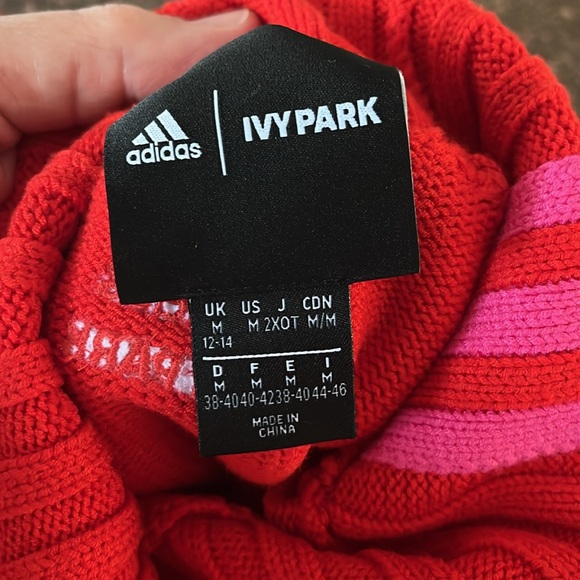 adidas | IVY PARK
UK US J CDN
M M 2XOT M/M
12-14
D F E I
M M M M
38-40 40-42 38-40 44-46
MADE IN
CHINA